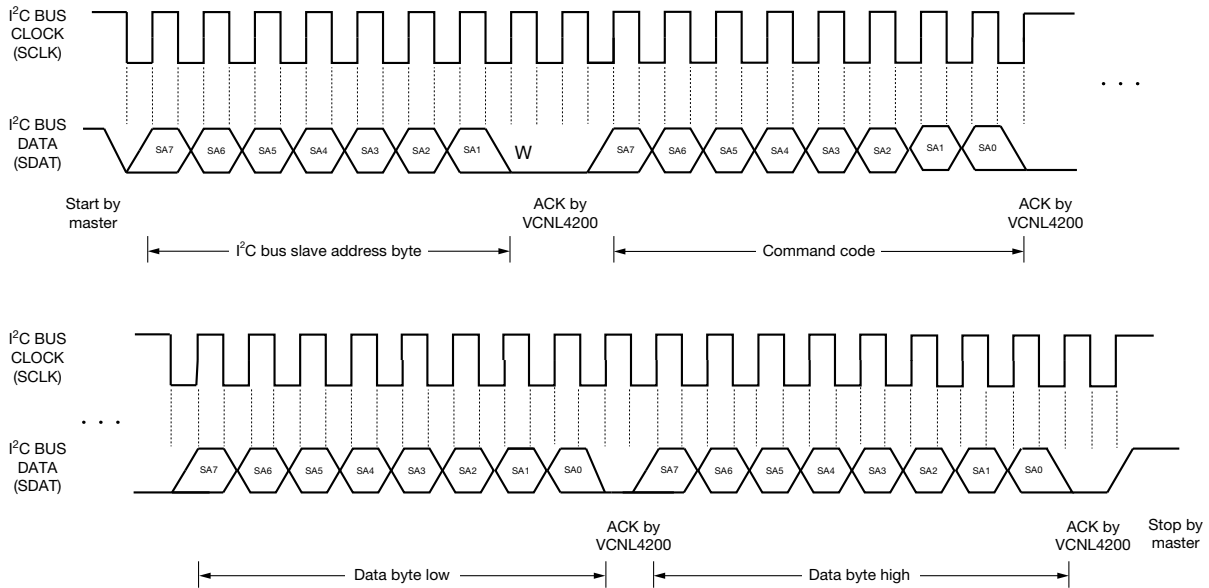 I²C BUS
CLOCK
(SCLK)
. . .
I²C BUS
DATA
(SDAT)
SA7 SA6 SA5 SA4 SA3 SA2 SA1 W SA7 SA6 SA5 SA4 SA3 SA2 SA1 SA0
Start by
master
ACK by
VCNL4200
ACK by
VCNL4200
I²C bus slave address byte
Command code
I²C BUS
CLOCK
(SCLK)
. . .
I²C BUS
DATA
(SDAT)
SA7 SA6 SA5 SA4 SA3 SA2 SA1 SA0 SA7 SA6 SA5 SA4 SA3 SA2 SA1 SA0
ACK by
VCNL4200
ACK by
VCNL4200
Stop by
master
Data byte low
Data byte high